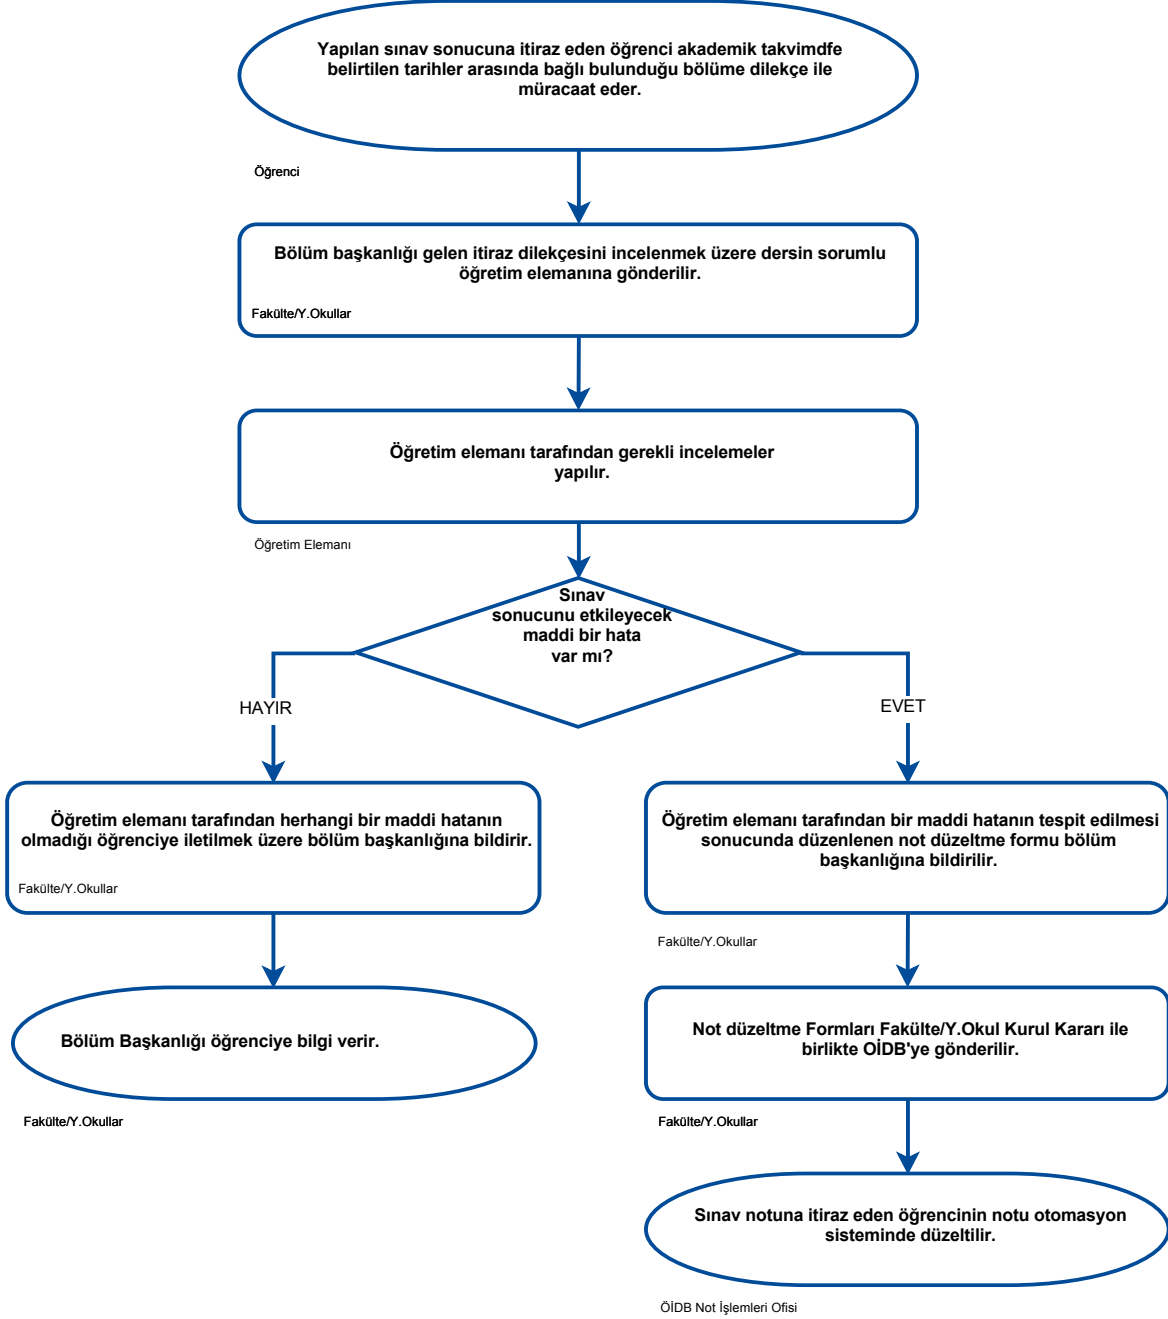 Yapılan sınav sonucuna itiraz eden öğrenci akademik takvimdfe
belirtilen tarihler arasında bağlı bulunduğu bölüme dilekçe ile
müracaat eder.
Öğrenci
Bölüm başkanlığı gelen itiraz dilekçesini incelenmek üzere dersin sorumlu
öğretim elemanına gönderilir.
Fakülte/Y.Okullar
Öğretim elemanı tarafından gerekli incelemeler
yapılır.
Öğretim Elemanı
Sınav
sonucunu etkileyecek
maddi bir hata
var mı?
HAYIR
EVET
Öğretim elemanı tarafından herhangi bir maddi hatanın
olmadığı öğrenciye iletilmek üzere bölüm başkanlığına bildirir.
Fakülte/Y.Okullar
Öğretim elemanı tarafından bir maddi hatanın tespit edilmesi
sonucunda düzenlenen not düzeltme formu bölüm
başkanlığına bildirilir.
Fakülte/Y.Okullar
Bölüm Başkanlığı öğrenciye bilgi verir.
Fakülte/Y.Okullar
Not düzeltme Formları Fakülte/Y.Okul Kurul Kararı ile
birlikte OİDB'ye gönderilir.
Fakülte/Y.Okullar
Sınav notuna itiraz eden öğrencinin notu otomasyon
sisteminde düzeltilir.
ÖİDB Not İşlemleri Ofisi